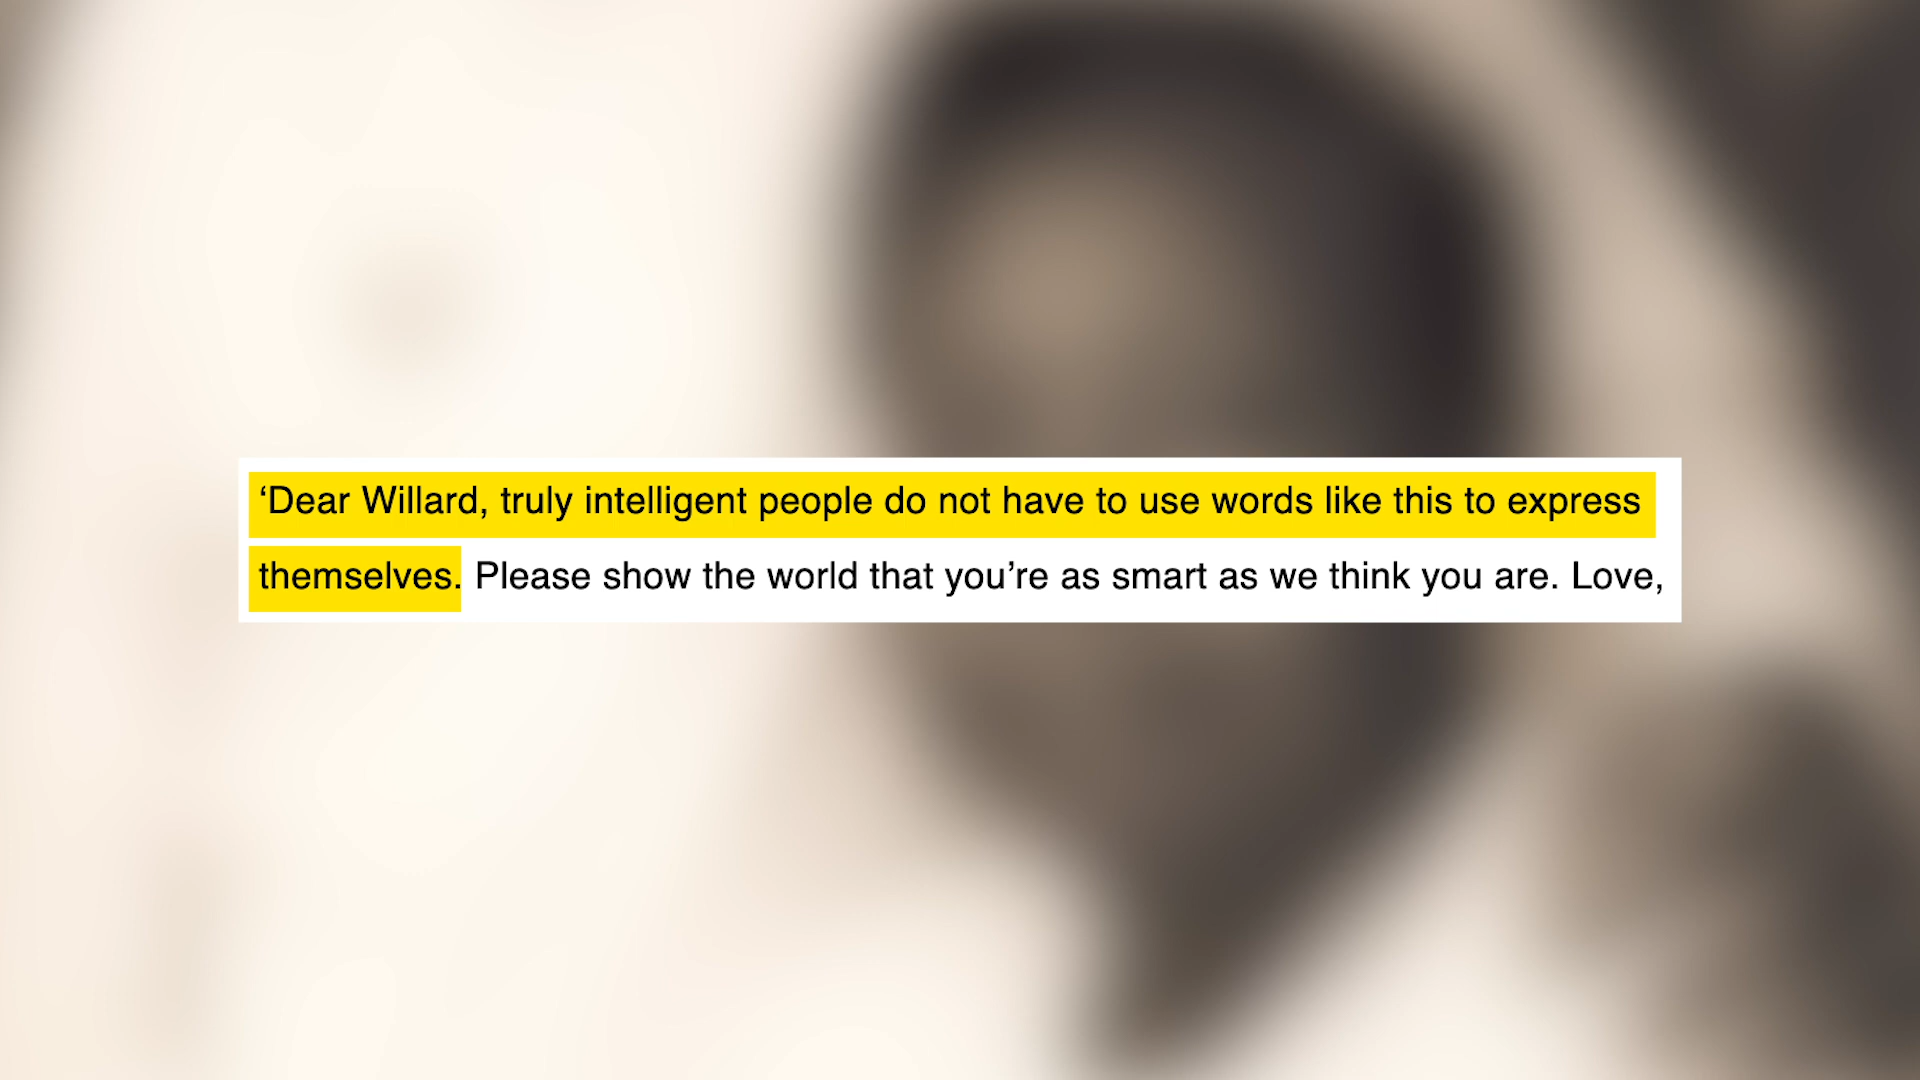 ‘Dear Willard, truly intelligent people do not have to use words like this to express
themselves. Please show the world that you’re as smart as we think you are. Love,